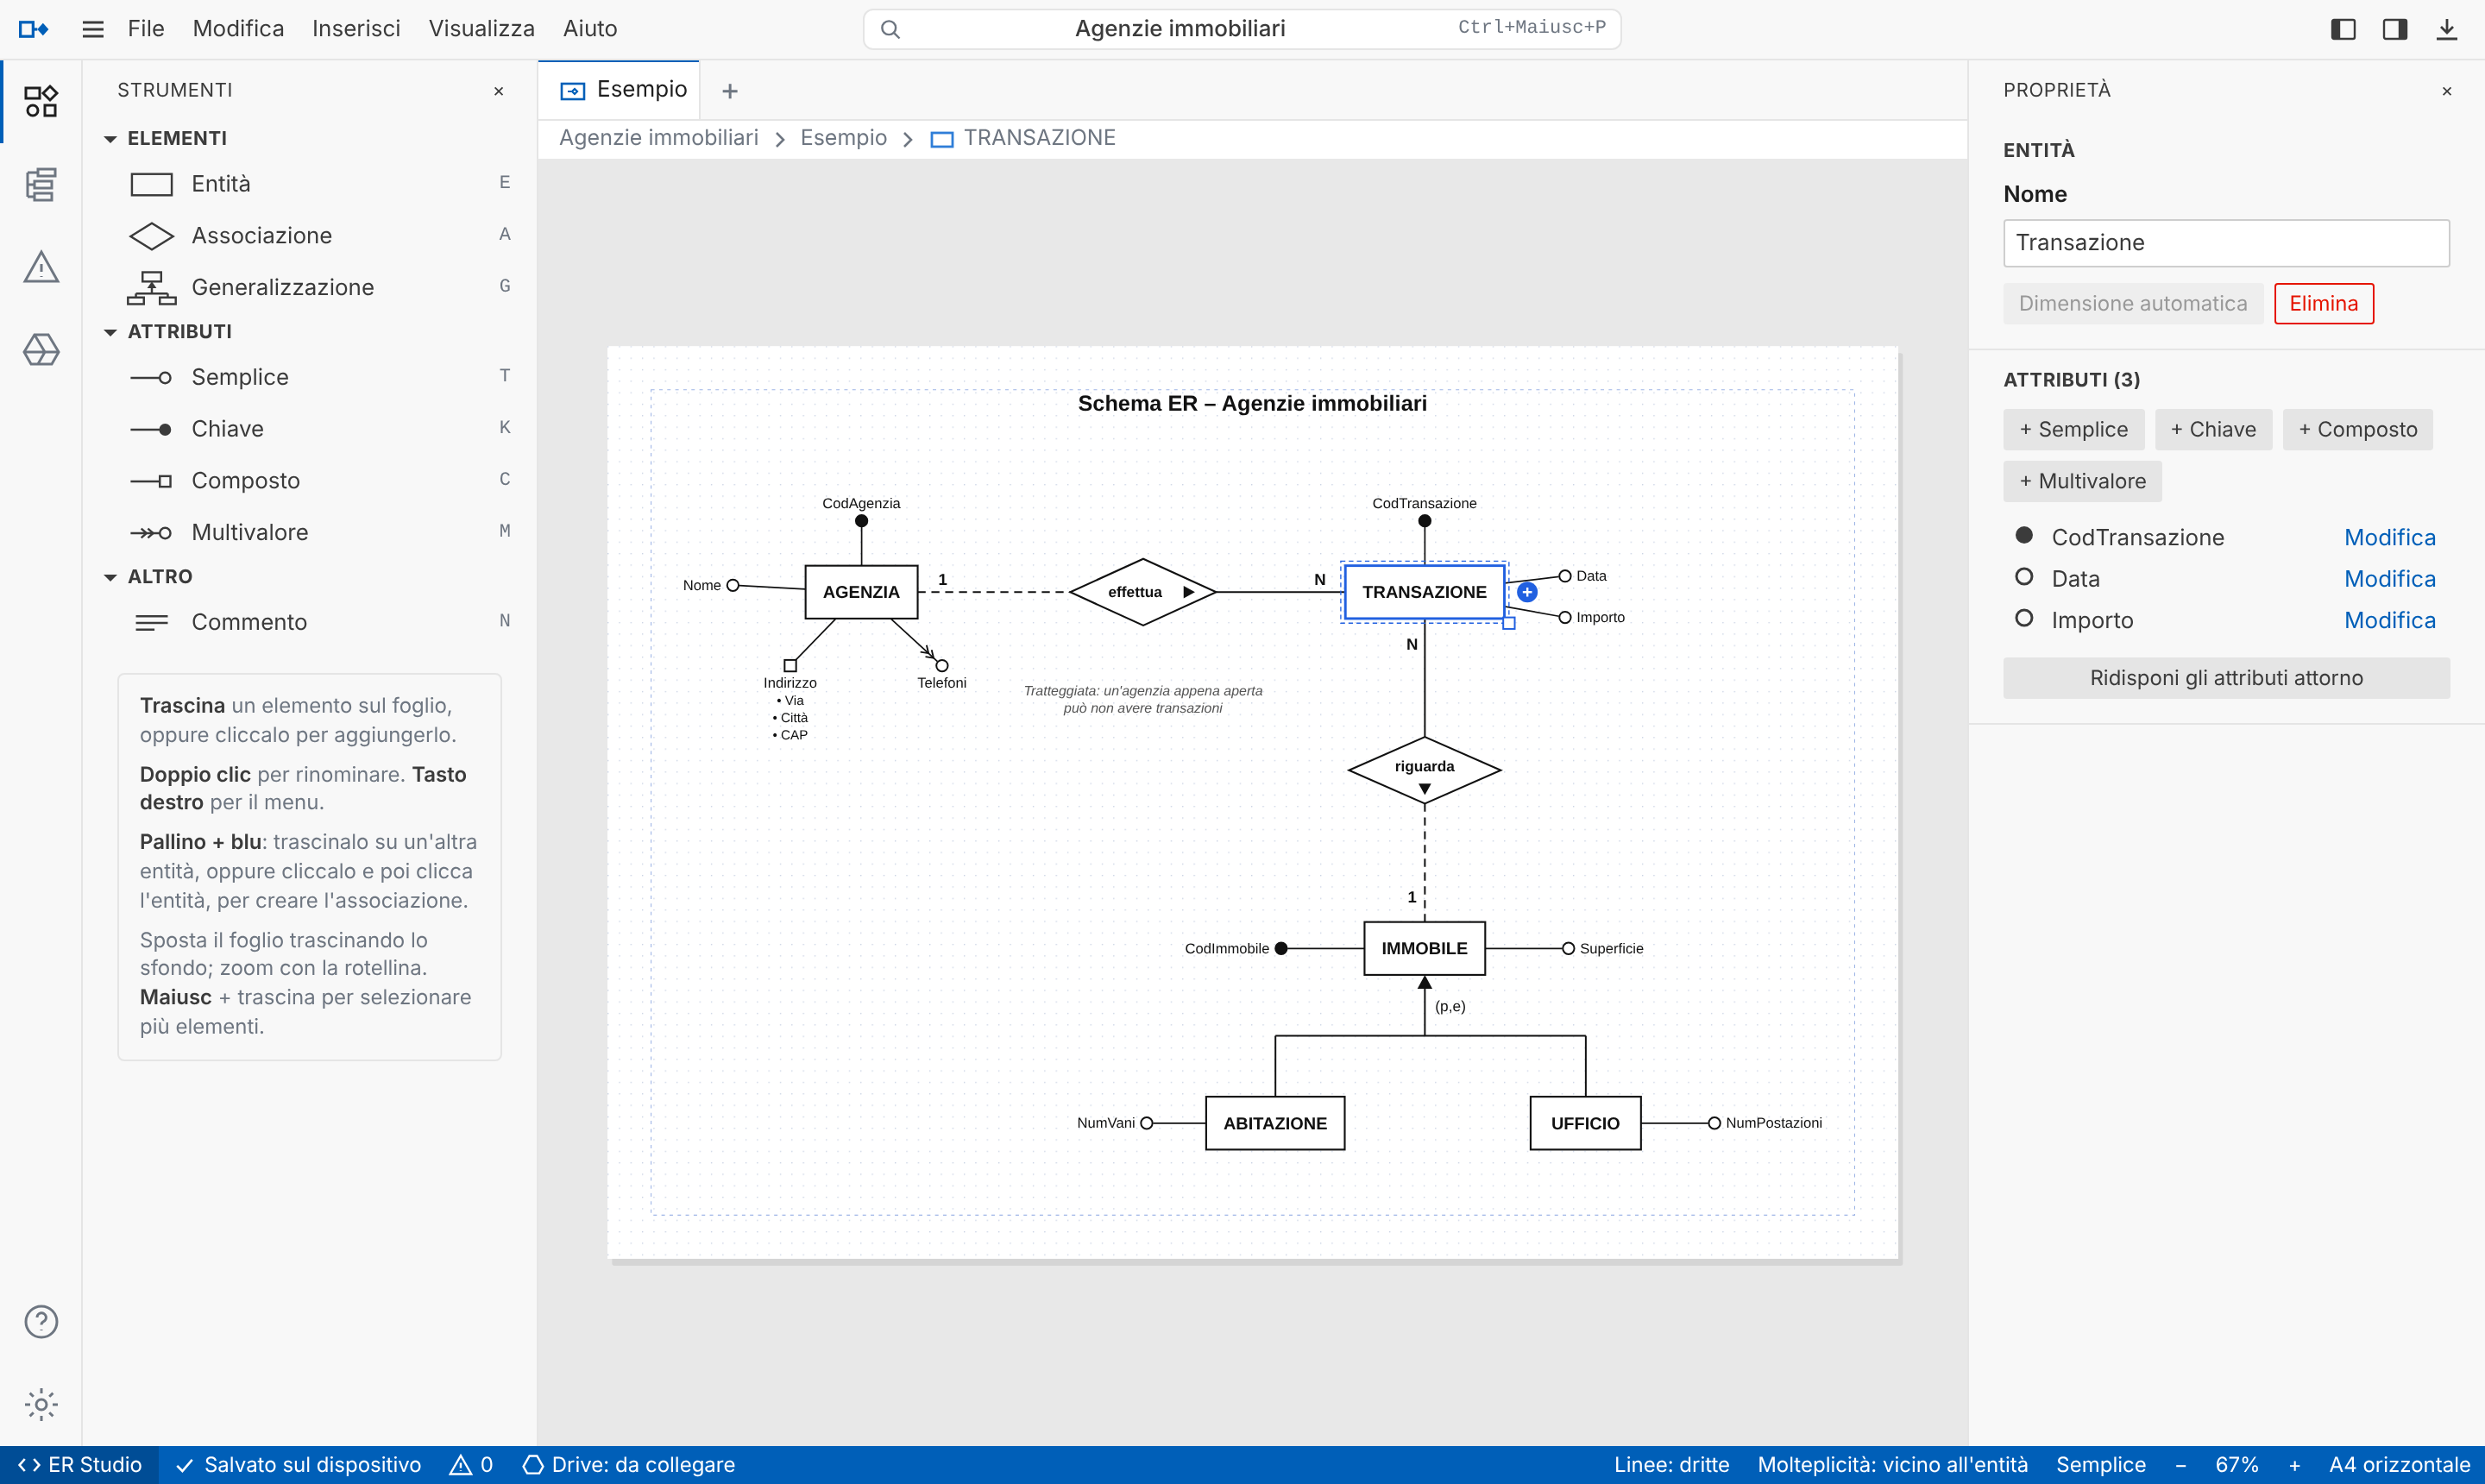 File Modifica Inserisci Visualizza Aiuto
Agenzie immobiliari
Ctrl+Maiusc+P
STRUMENTI ×
ELEMENTI
Entità E
Associazione A
Generalizzazione G
ATTRIBUTI
Semplice T
Chiave K
Composto C
Multivalore M
ALTRO
Commento N
Trascina un elemento sul foglio,
oppure cliccalo per aggiungerlo.
Doppio clic per rinominare. Tasto
destro per il menu.
Pallino + blu: trascinalo su un'altra
entità, oppure cliccalo e poi clicca
l'entità, per creare l'associazione.
Sposta il foglio trascinando lo
sfondo; zoom con la rotellina.
Maiusc + trascina per selezionare
più elementi.
Esempio +
Agenzie immobiliari > Esempio > TRANSAZIONE
Schema ER – Agenzie immobiliari
CodAgenzia
CodTransazione
Nome
AGENZIA
1
effettua
N
TRANSAZIONE
+
Data
Importo
N
Indirizzo
• Via
• Città
• CAP
Telefoni
Tratteggiata: un'agenzia appena aperta
può non avere transazioni
riguarda
1
CodImmobile
IMMOBILE
Superficie
(p,e)
NumVani
ABITAZIONE
UFFICIO
NumPostazioni
PROPRIETÀ ×
ENTITÀ
Nome
Transazione
Dimensione automatica
Elimina
ATTRIBUTI (3)
+ Semplice
+ Chiave
+ Composto
+ Multivalore
CodTransazione Modifica
Data Modifica
Importo Modifica
Ridisponi gli attributi attorno
ER Studio
Salvato sul dispositivo
0
Drive: da collegare
Linee: dritte
Molteplicità: vicino all'entità
Semplice
− 67% +
A4 orizzontale